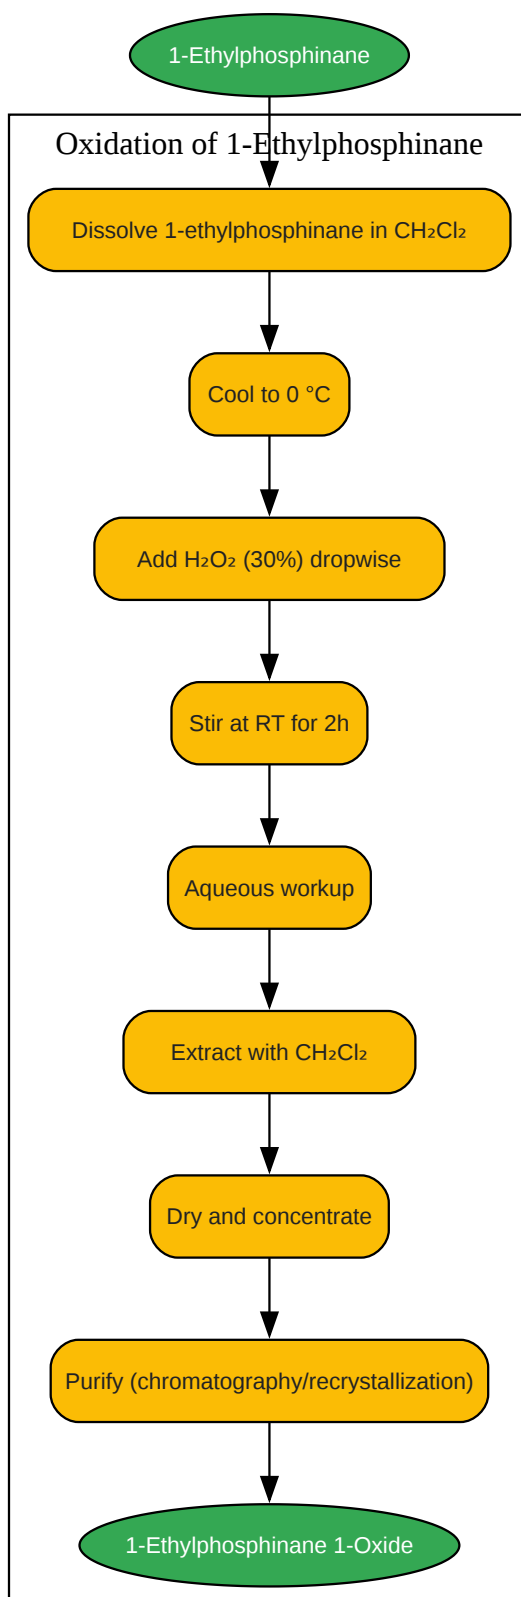 1-Ethylphosphinane
Oxidation of 1-Ethylphosphinane
Dissolve 1-ethylphosphinane in CH₂Cl₂
Cool to 0 °C
Add H₂O₂ (30%) dropwise
Stir at RT for 2h
Aqueous workup
Extract with CH₂Cl₂
Dry and concentrate
Purify (chromatography/recrystallization)
1-Ethylphosphinane 1-Oxide